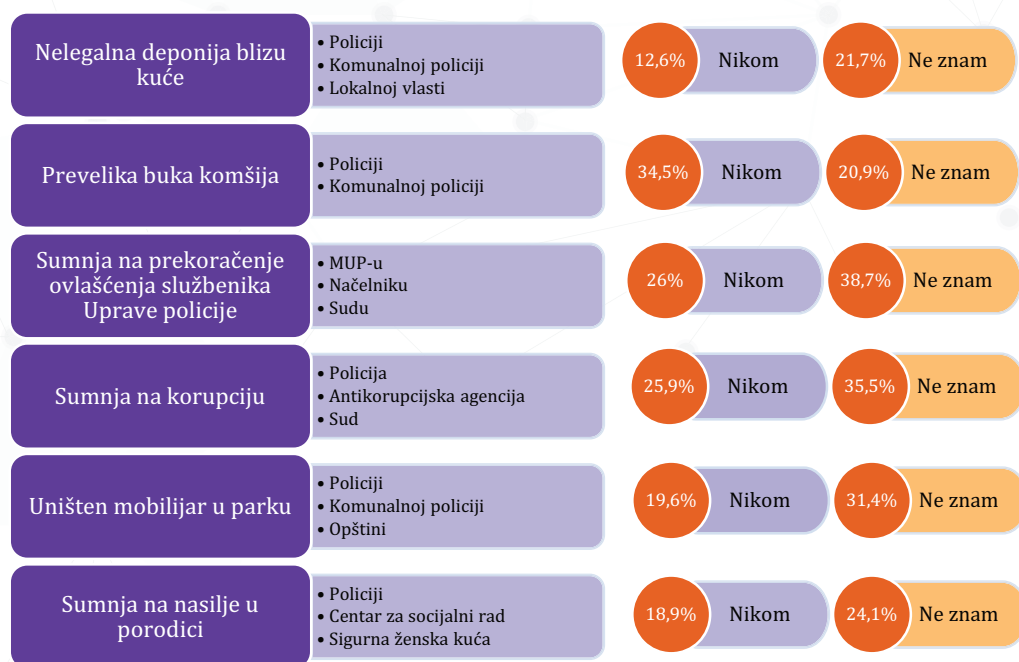 Nelegalna deponija blizu
kuće
• Policiji
• Komunalnoj policiji
• Lokalnoj vlasti
12,6%
Nikom
21,7%
Ne znam
Prevelika buka komšija
• Policiji
• Komunalnoj policiji
34,5%
Nikom
20,9%
Ne znam
Sumnja na prekoračenje
ovlašćenja službenika
Uprave policije
• MUP-u
• Načelniku
• Sudu
26%
Nikom
38,7%
Ne znam
Sumnja na korupciju
• Policija
• Antikorupcijska agencija
• Sud
25,9%
Nikom
35,5%
Ne znam
Uništen mobilijar u parku
• Policiji
• Komunalnoj policiji
• Opštini
19,6%
Nikom
31,4%
Ne znam
Sumnja na nasilje u
porodici
• Policiji
• Centar za socijalni rad
• Sigurna ženska kuća
18,9%
Nikom
24,1%
Ne znam